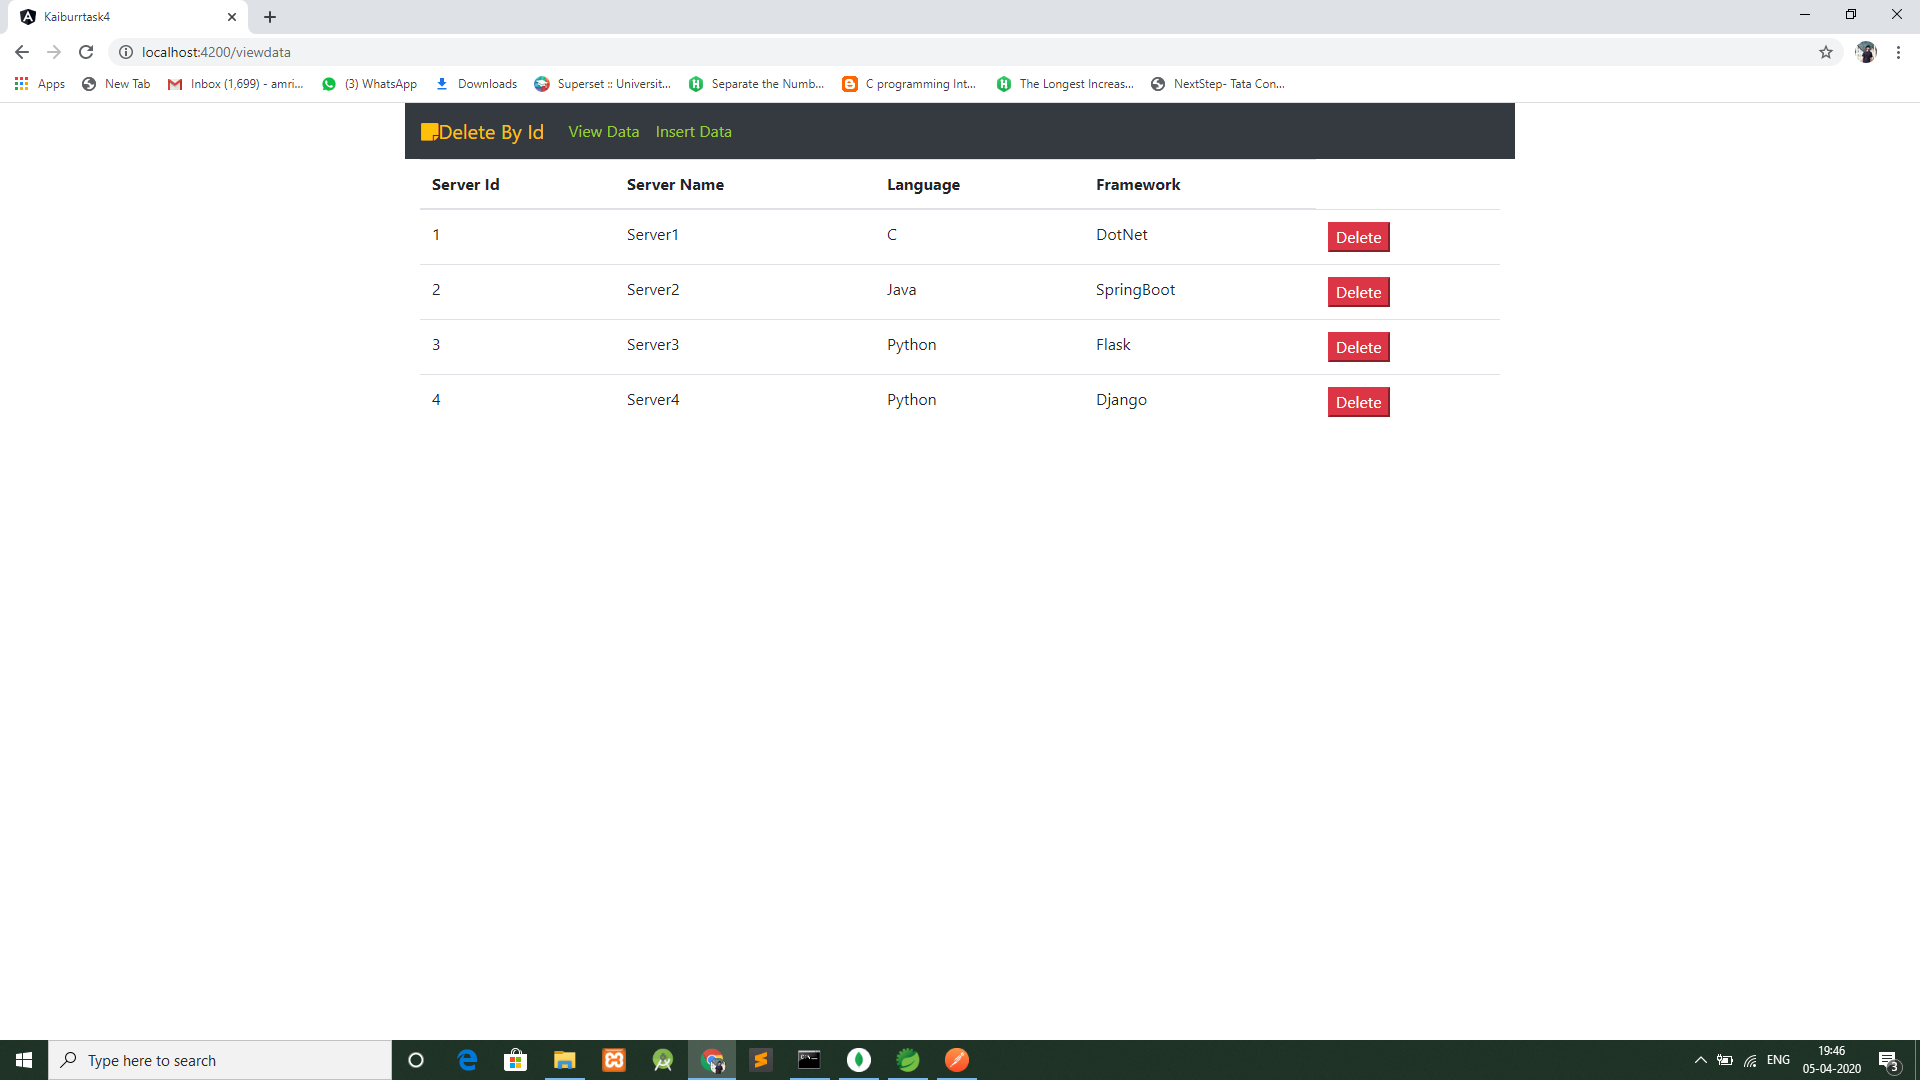 Kaiburrtask4
localhost:4200/viewdata
Apps New Tab Inbox (1,699) - amri... (3) WhatsApp Downloads Superset :: Universit... Separate the Numb... C programming Int... The Longest Increas... NextStep- Tata Con...
Delete By Id View Data Insert Data
Server Id Server Name Language Framework
1 Server1 C DotNet Delete
2 Server2 Java SpringBoot Delete
3 Server3 Python Flask Delete
4 Server4 Python Django Delete
Type here to search
ENG
19:46
05-04-2020
3